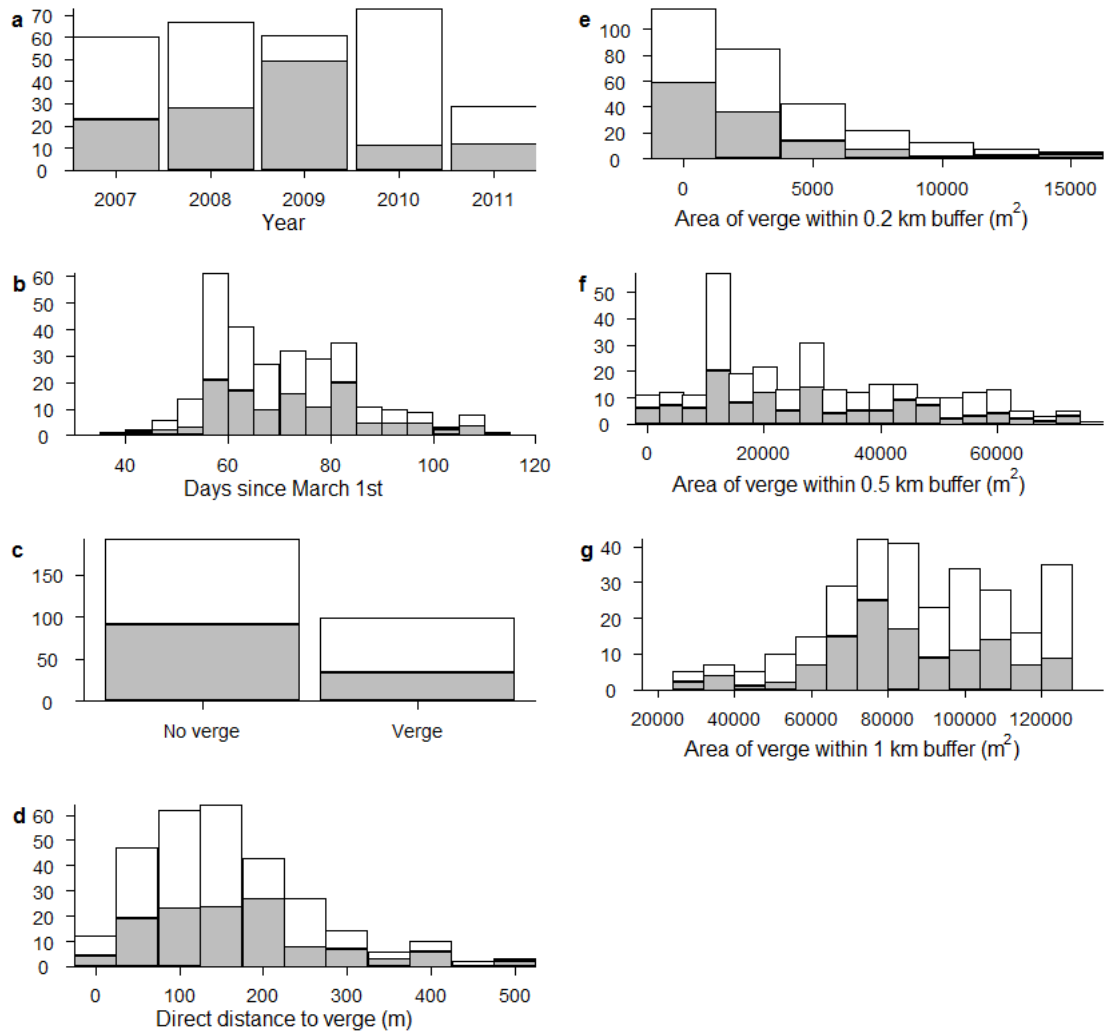 a
70
60
50
40
30
20
10
0
2007 2008 2009 2010 2011
Year
b
60
50
40
30
20
10
0
40 60 80 100 120
Days since March 1st
c
150
100
50
0
No verge Verge
d
60
50
40
30
20
10
0
0 100 200 300 400 500
Direct distance to verge (m)
e
100
80
60
40
20
0
0 5000 10000 15000
Area of verge within 0.2 km buffer (m²)
f
50
40
30
20
10
0
0 20000 40000 60000
Area of verge within 0.5 km buffer (m²)
g
40
30
20
10
0
20000 40000 60000 80000 100000 120000
Area of verge within 1 km buffer (m²)